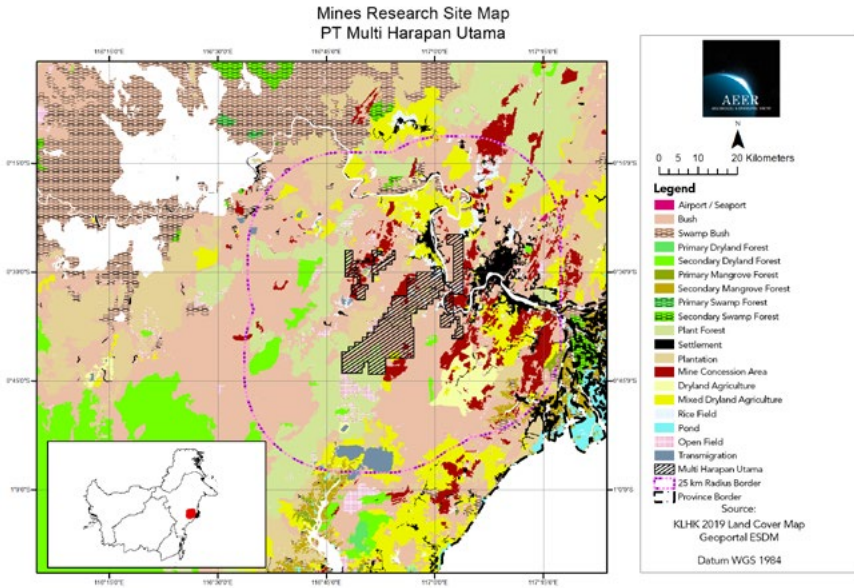 Mines Research Site Map
PT Multi Harapan Utama
AEER
N
0 5 10 20 Kilometers
Legend
Airport / Seaport
Bush
Swamp Bush
Primary Dryland Forest
Secondary Dryland Forest
Primary Mangrove Forest
Secondary Mangrove Forest
Primary Swamp Forest
Secondary Swamp Forest
Plant Forest
Settlement
Plantation
Mine Concession Area
Dryland Agriculture
Mixed Dryland Agriculture
Rice Field
Pond
Open Field
Transmigration
Multi Harapan Utama
25 km Radius Border
Province Border
Source:
KLHK 2019 Land Cover Map
Geoportal ESDM
Datum WGS 1984